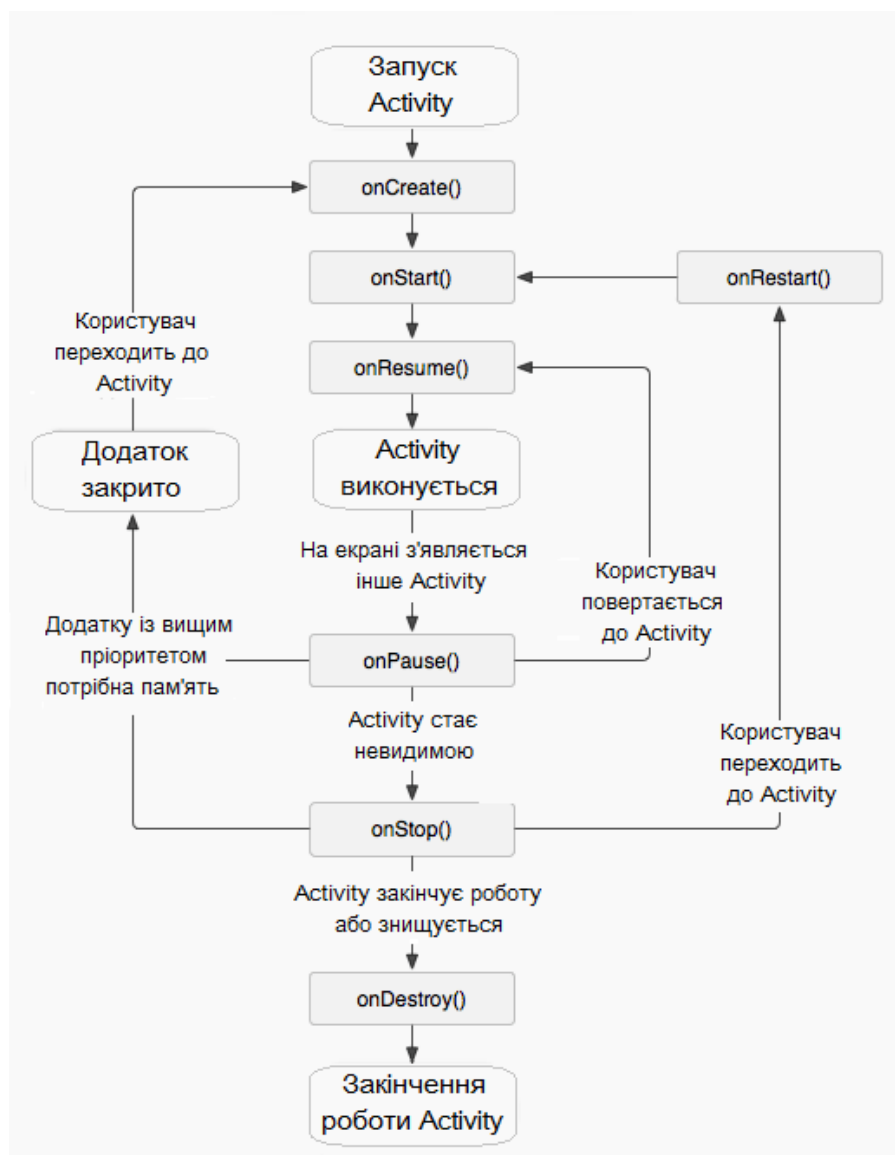 Запуск
Activity
onCreate()
onStart()
onRestart()
Користувач
переходить до
Activity
onResume()
Додаток
закрито
Activity
виконується
На екрані з'являється
інше Activity
Користувач
повертається
до Activity
Додатку із вищим
пріоритетом
потрібна пам'ять
onPause()
Activity стає
невидимою
Користувач
переходить
до Activity
onStop()
Activity закінчує роботу
або знищується
onDestroy()
Закінчення
роботи Activity